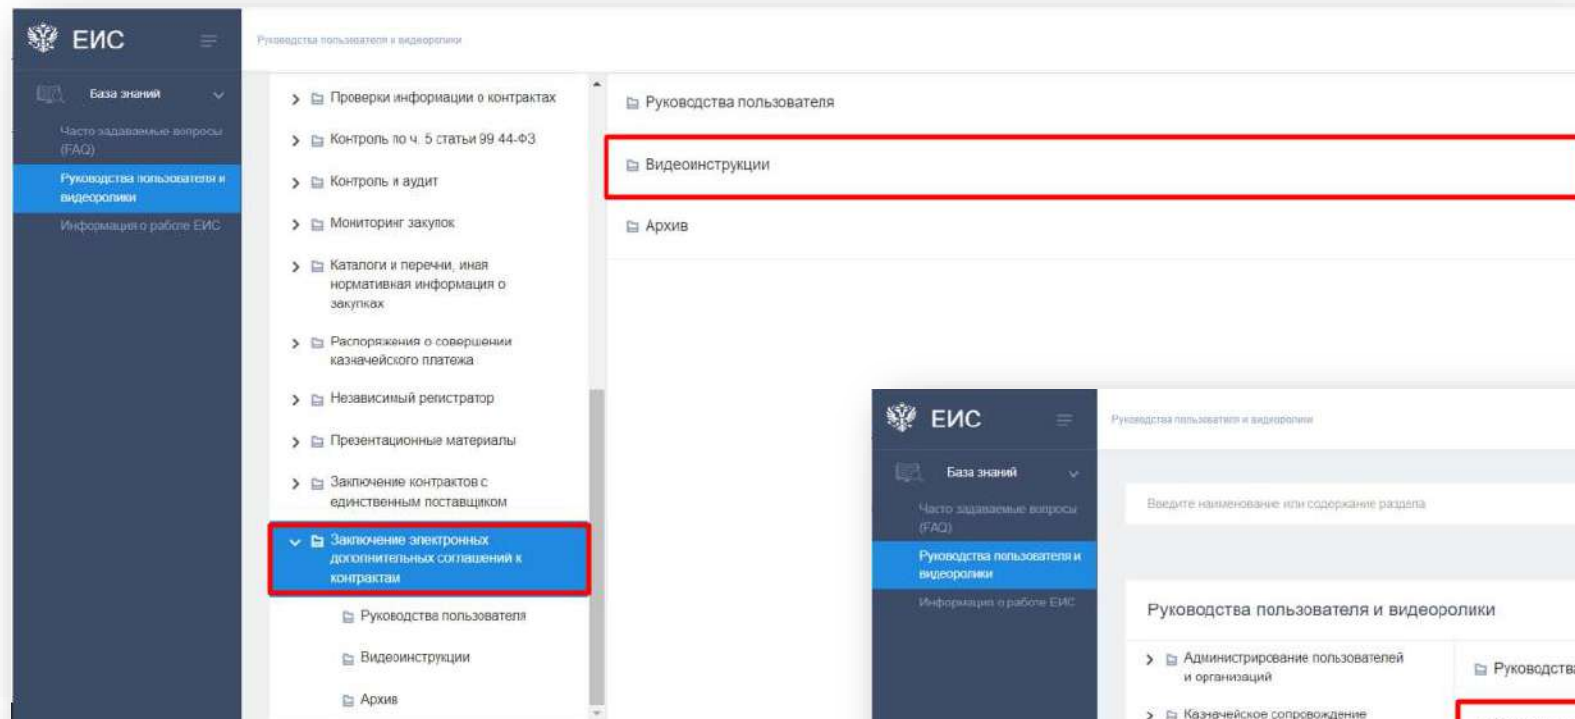 ЕИС
Руководства пользователя и видеоролики
База знаний
Часто задаваемые вопросы
(FAQ)
Руководства пользователя и
видеоролики
Информация о работе ЕИС
Проверки информации о контрактах
Контроль по ч. 5 статьи 99 44-ФЗ
Контроль и аудит
Мониторинг закупок
Каталоги и перечни, иная
нормативная информация о
закупках
Распоряжения о совершении
казначейского платежа
Независимый регистратор
Презентационные материалы
Заключение контрактов с
единственным поставщиком
Заключение электронных
дополнительных соглашений к
контрактам
Руководства пользователя
Видеоинструкции
Архив
Руководства пользователя
Видеоинструкции
Архив
ЕИС
Руководства пользователя и видеоролики
База знаний
Часто задаваемые вопросы
(FAQ)
Руководства пользователя и
видеоролики
Информация о работе ЕИС
Введите наименование или содержание раздела
Руководства пользователя и видеоролики
Администрирование пользователей
и организаций
Казначейское сопровождение
Руководства